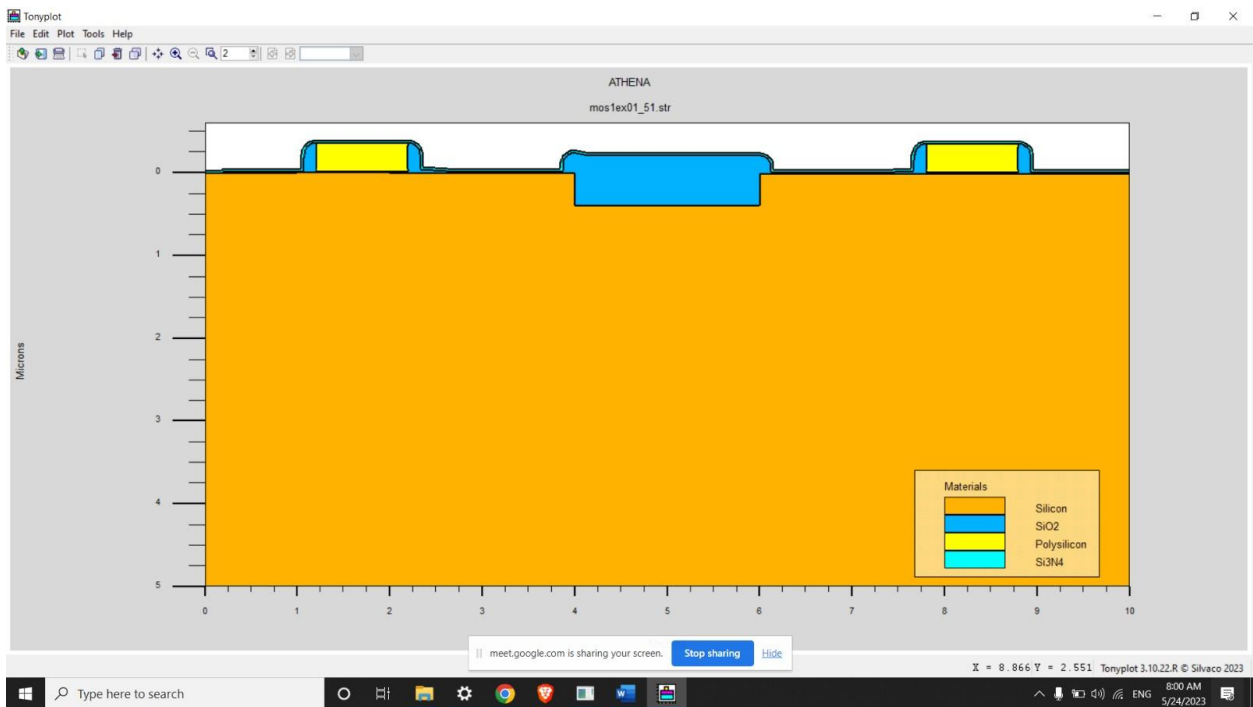 Tonyplot
File Edit Plot Tools Help
2
ATHENA
mos1ex01_51.str
Microns
0
1
2
3
4
5
0 1 2 3 4 5 6 7 8 9 10
Materials
Silicon
SiO2
Polysilicon
Si3N4
meet.google.com is sharing your screen. Stop sharing Hide
X = 8.866 Y = 2.551 Tonyplot 3.10.22.R © Silvaco 2023
Type here to search
ENG
8:00 AM
5/24/2023